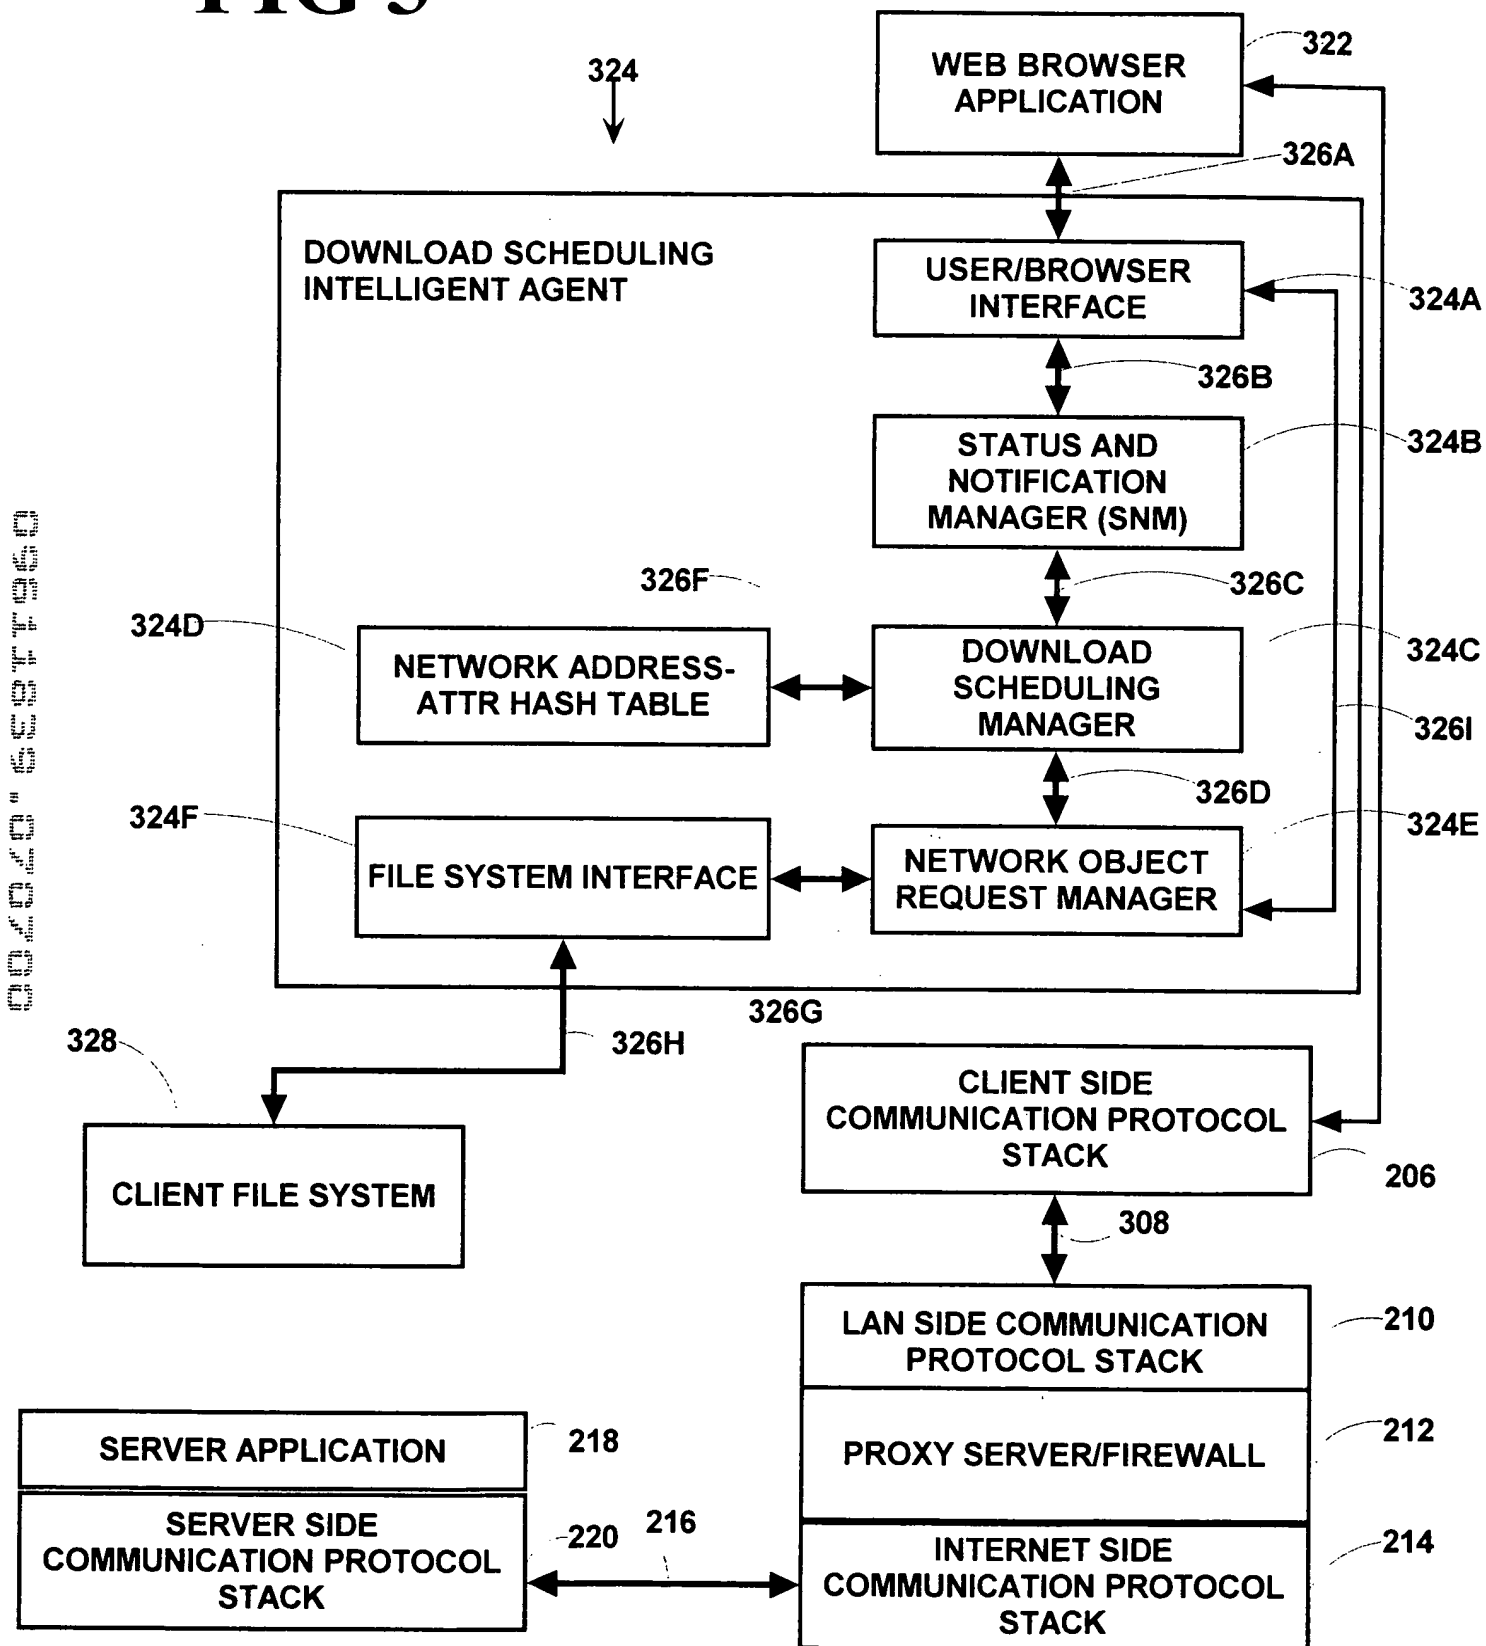 FIG 3
322
WEB BROWSER
APPLICATION
324
326A
DOWNLOAD SCHEDULING
INTELLIGENT AGENT
USER/BROWSER
INTERFACE
324A
326B
STATUS AND
NOTIFICATION
MANAGER (SNM)
324B
326F
326C
324D
NETWORK ADDRESS-
ATTR HASH TABLE
DOWNLOAD
SCHEDULING
MANAGER
324C
326I
326D
324F
FILE SYSTEM INTERFACE
NETWORK OBJECT
REQUEST MANAGER
324E
326G
328
326H
CLIENT SIDE
COMMUNICATION PROTOCOL
STACK
206
CLIENT FILE SYSTEM
308
LAN SIDE COMMUNICATION
PROTOCOL STACK
210
PROXY SERVER/FIREWALL
212
SERVER APPLICATION
218
SERVER SIDE
COMMUNICATION PROTOCOL
STACK
220
216
INTERNET SIDE
COMMUNICATION PROTOCOL
STACK
214